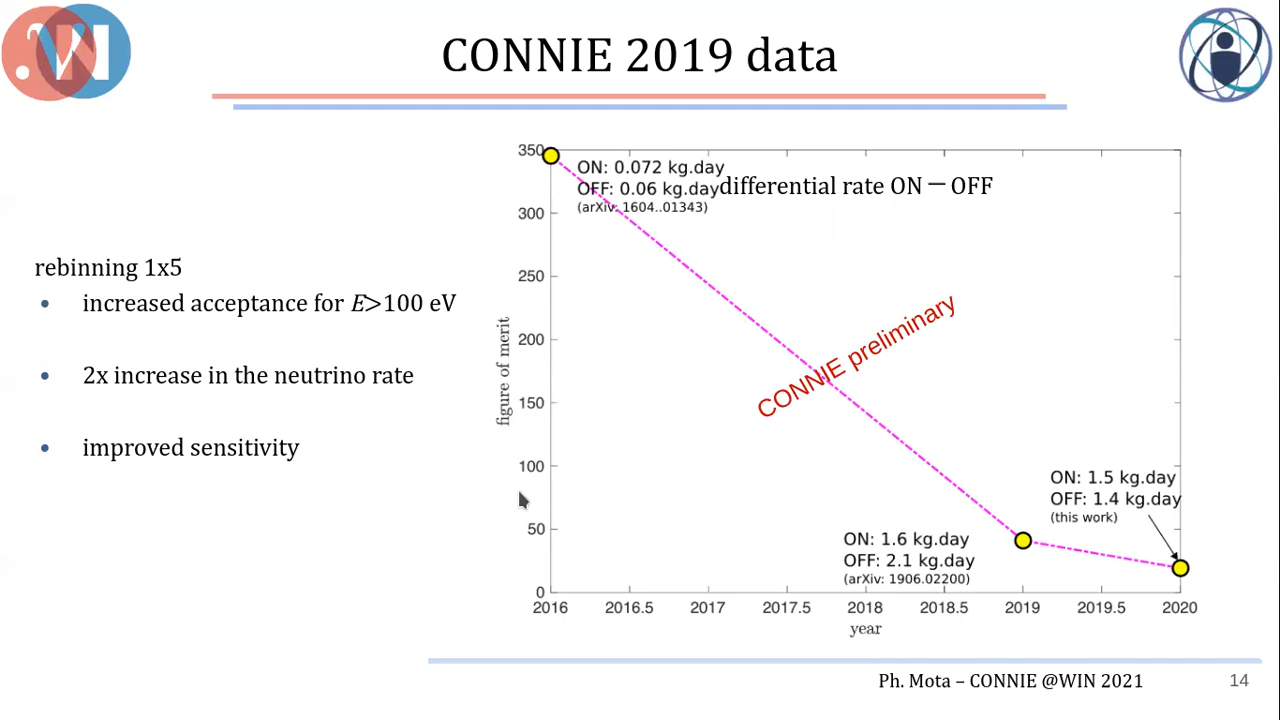 CONNIE 2019 data
rebinning 1x5
• increased acceptance for E>100 eV
• 2x increase in the neutrino rate
• improved sensitivity
differential rate ON — OFF
ON: 0.072 kg.day
OFF: 0.06 kg.day
(arXiv: 1604..01343)
CONNIE preliminary
ON: 1.5 kg.day
OFF: 1.4 kg.day
(this work)
ON: 1.6 kg.day
OFF: 2.1 kg.day
(arXiv: 1906.02200)
figure of merit
350
300
250
200
150
100
50
0
2016 2016.5 2017 2017.5 2018 2018.5 2019 2019.5 2020
year
Ph. Mota – CONNIE @WIN 2021
14